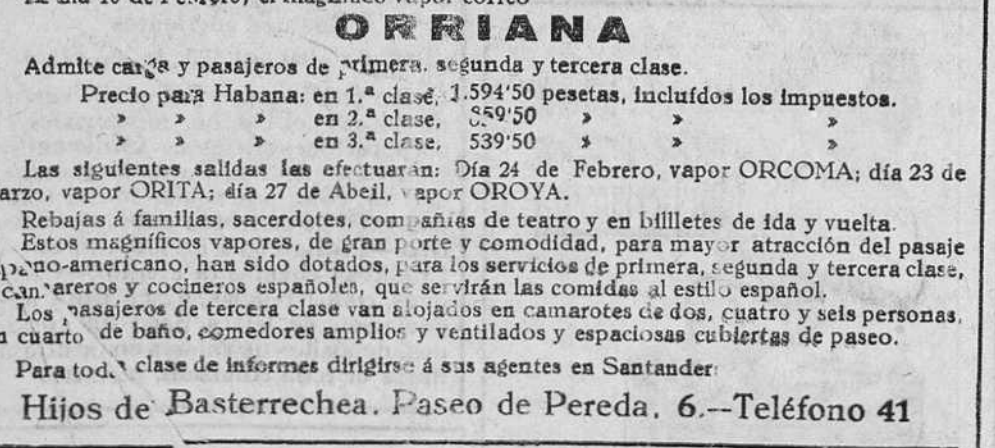 ORRIANA
Admite carga y pasajeros de primera. segunda y tercera clase.
Precio para Habana: en 1.ª clase, 1.594'50 pesetas, incluídos los impuestos.
» » » en 2.ª clase, 859'50 » » »
» » » en 3.ª clase, 539'50 » » »
Las siguientes salidas las efectuarán: Día 24 de Febrero, vapor ORCOMA; día 23 de
arzo, vapor ORITA; día 27 de Abeil, vapor OROYA.
Rebajas á familias, sacerdotes, compañías de teatro y en billletes de ida y vuelta.
Estos magníficos vapores, de gran porte y comodidad, para mayor atracción del pasaje
pano-americano, han sido dotados, para los servicios de primera, segunda y tercera clase,
camareros y cocineros españoles, que servirán las comidas al estilo español.
Los pasajeros de tercera clase van alojados en camarotes de dos, cuatro y seis personas,
cuarto de baño, comedores amplios y ventilados y espaciosas cubiertas de paseo.
Para toda clase de informes dirigirse á sus agentes en Santander:
Hijos de Basterrechea. Paseo de Pereda, 6.--Teléfono 41